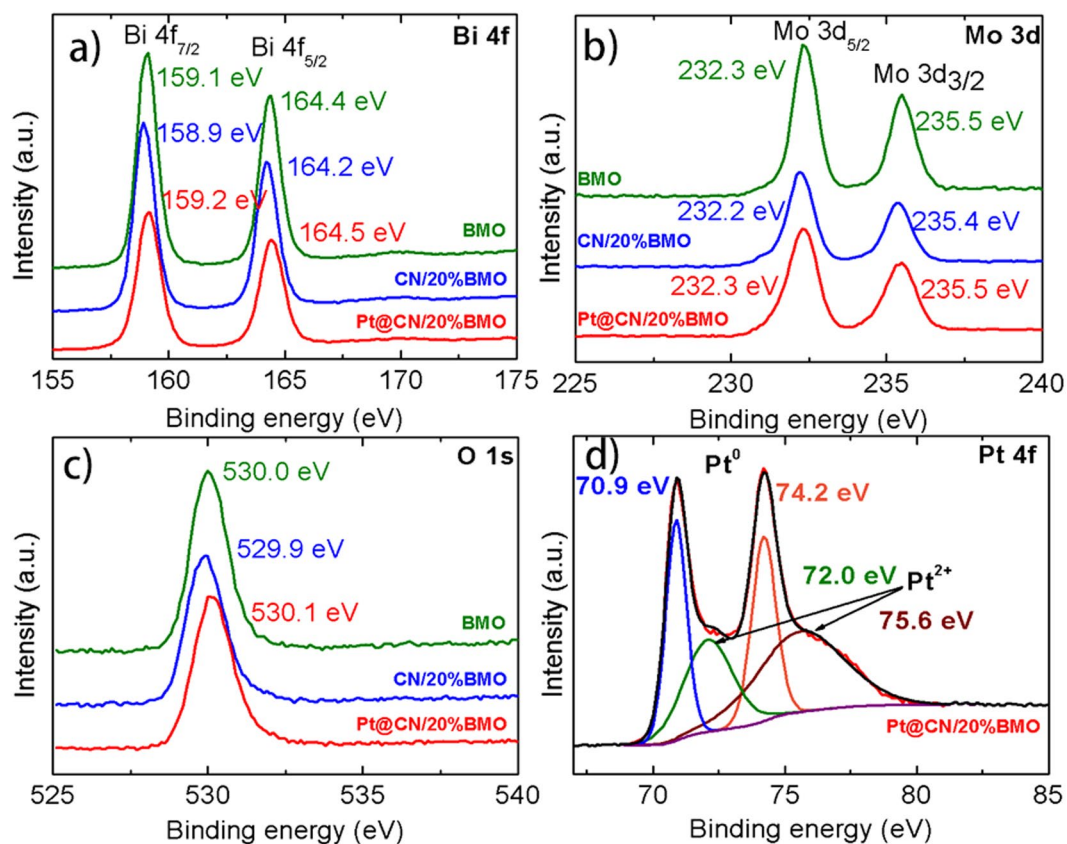 a)
Bi 4f7/2
Bi 4f5/2
Bi 4f
159.1 eV
164.4 eV
158.9 eV
164.2 eV
159.2 eV
164.5 eV
BMO
CN/20%BMO
Pt@CN/20%BMO
Intensity (a.u.)
155 160 165 170 175
Binding energy (eV)
b)
Mo 3d5/2
Mo 3d
Mo 3d3/2
232.3 eV
235.5 eV
BMO
232.2 eV
235.4 eV
CN/20%BMO
232.3 eV
235.5 eV
Pt@CN/20%BMO
Intensity (a.u.)
225 230 235 240
Binding energy (eV)
c)
O 1s
530.0 eV
529.9 eV
530.1 eV
BMO
CN/20%BMO
Pt@CN/20%BMO
Intensity (a.u.)
525 530 535 540
Binding energy (eV)
d)
Pt0
Pt 4f
70.9 eV
74.2 eV
72.0 eV
Pt2+
75.6 eV
Pt@CN/20%BMO
Intensity (a.u.)
70 75 80 85
Binding energy (eV)